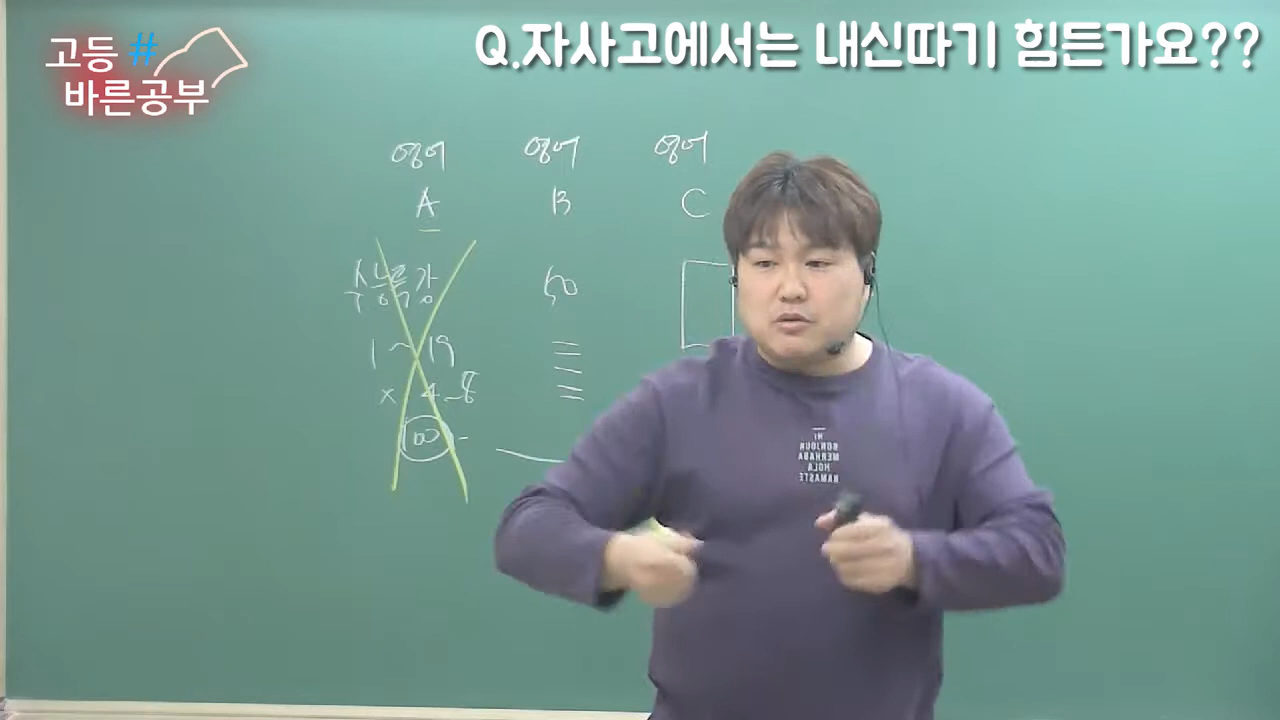 고등 #
바른공부
Q.자사고에서는 내신따기 힘든가요??
영어 영어 영어
A B C
수능특강 50
1~19
x 4~8
100 -
HI
BONJOUR
MERHABA
HOLA
NAMASTE